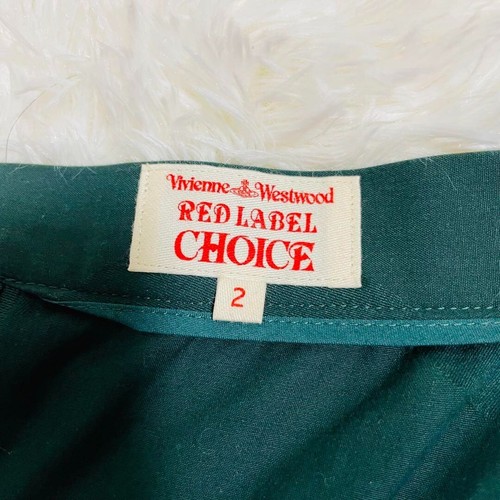 Vivienne Westwood
RED LABEL
CHOICE
2